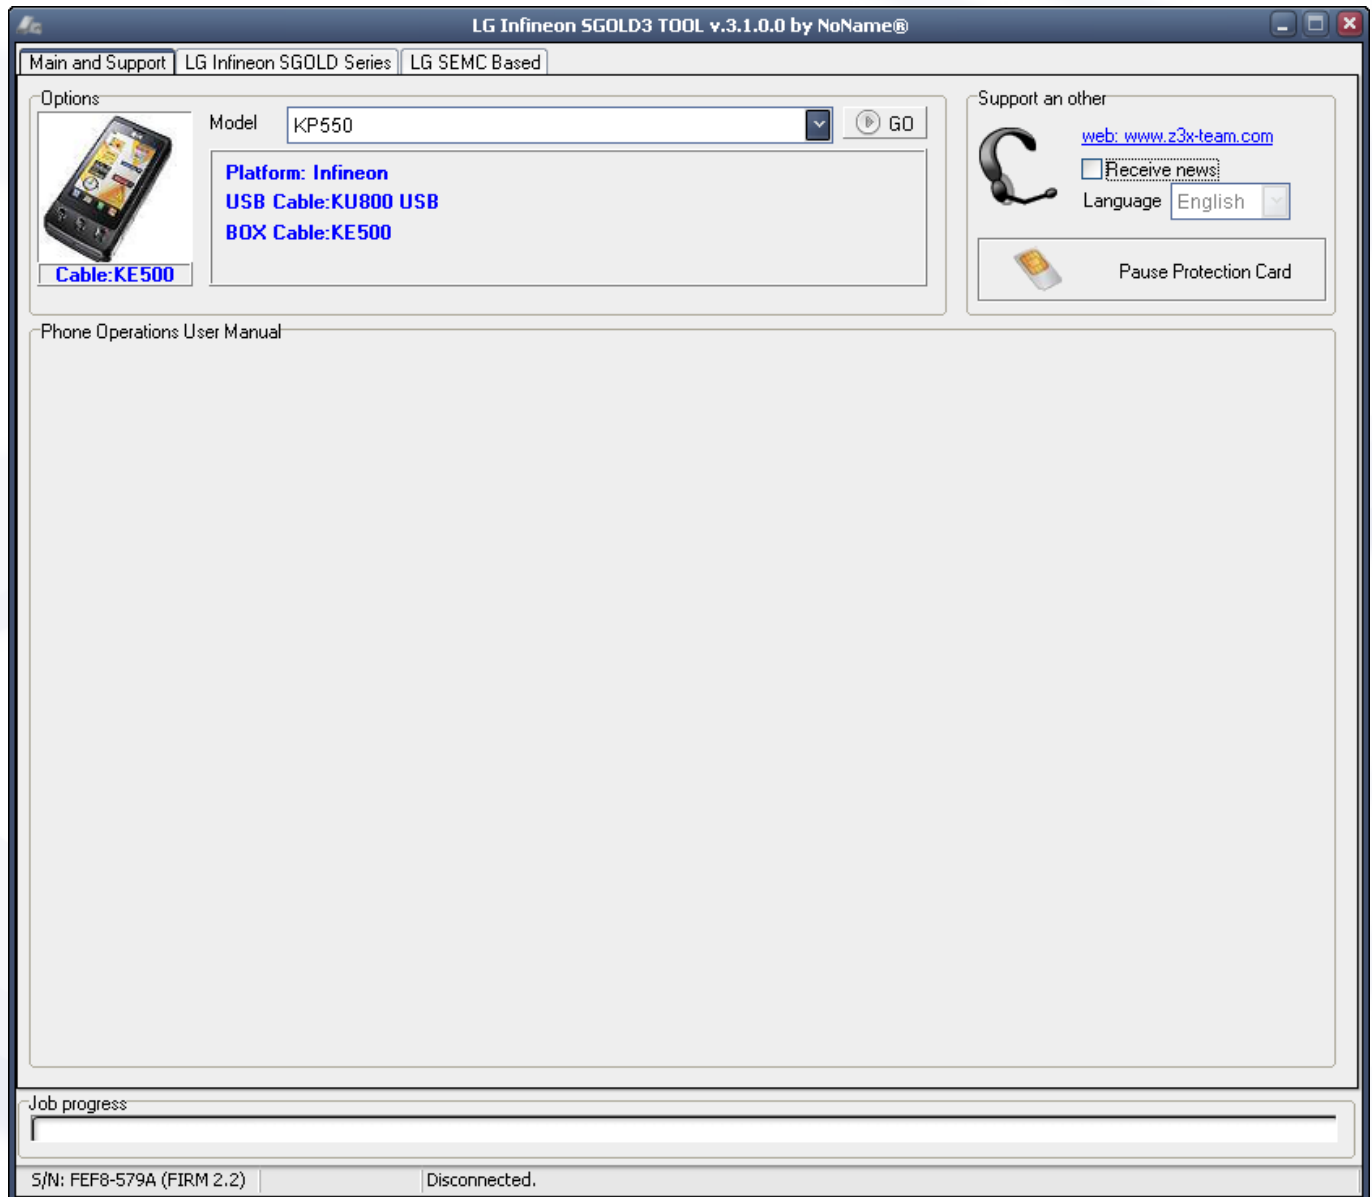 LG Infineon SGOLD3 TOOL v.3.1.0.0 by NoName®
Main and Support
LG Infineon SGOLD Series
LG SEMC Based
Options
Model
KP550
GO
Platform: Infineon
USB Cable:KU800 USB
BOX Cable:KE500
Cable:KE500
Support an other
web: www.z3x-team.com
Receive news
Language
English
Pause Protection Card
Phone Operations User Manual
Job progress
S/N: FEF8-579A (FIRM 2.2)
Disconnected.